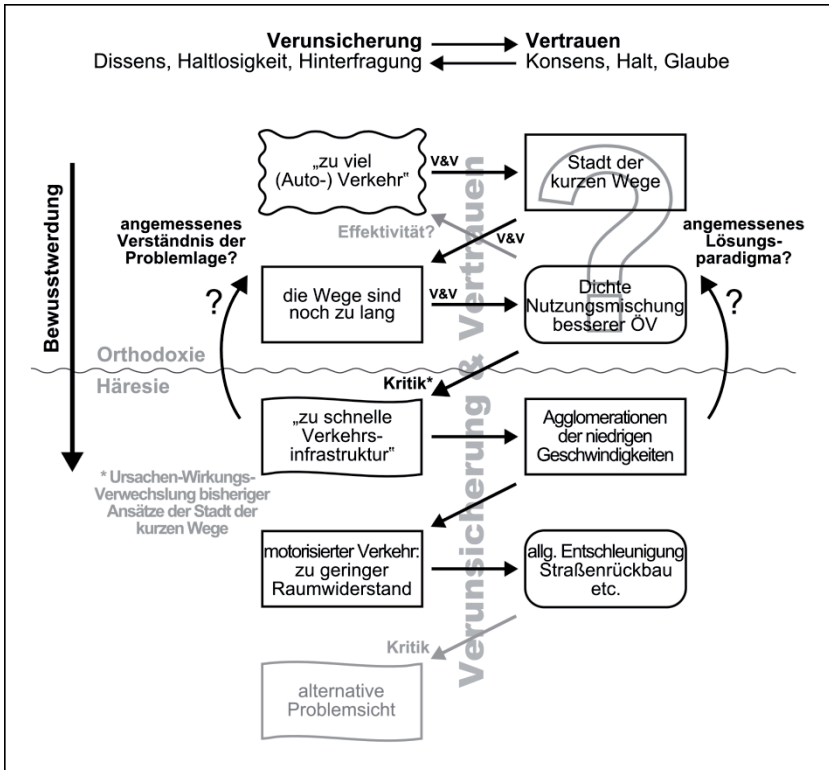 Verunsicherung
Vertrauen
Dissens, Haltlosigkeit, Hinterfragung
Konsens, Halt, Glaube
„zu viel
(Auto-) Verkehr"
V&V
Stadt der
kurzen Wege
angemessenes
Verständnis der
Problemlage?
Effektivität?
V&V
angemessenes
Lösungs-
paradigma?
?
?
?
die Wege sind
noch zu lang
V&V
Dichte
Nutzungsmischung
besserer ÖV
Bewusstwerdung
Verunsicherung & Vertrauen
Orthodoxie
Häresie
Kritik*
„zu schnelle
Verkehrs-
infrastruktur"
Agglomerationen
der niedrigen
Geschwindigkeiten
* Ursachen-Wirkungs-
Verwechslung bisheriger
Ansätze der Stadt der
kurzen Wege
motorisierter Verkehr:
zu geringer
Raumwiderstand
allg. Entschleunigung
Straßenrückbau
etc.
Kritik
alternative
Problemsicht